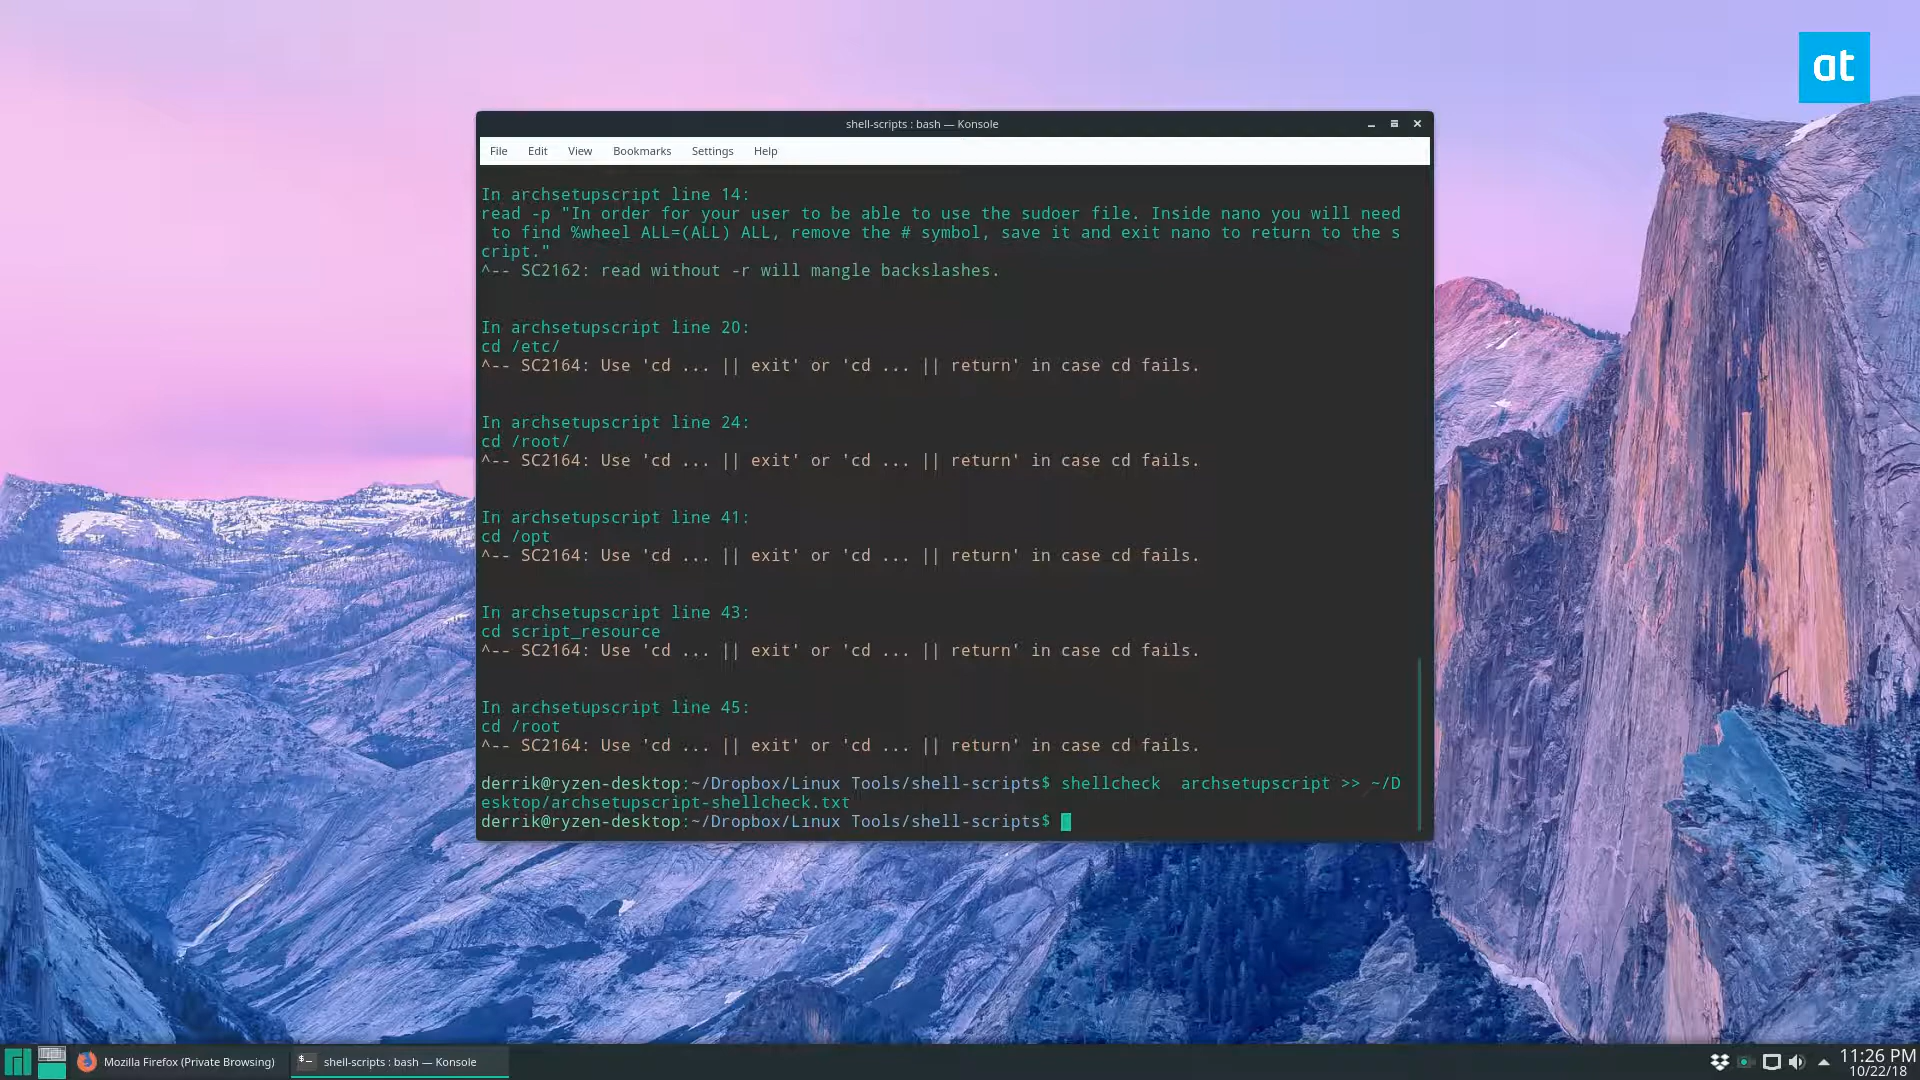 at
shell-scripts : bash — Konsole
File Edit View Bookmarks Settings Help
In archsetupscript line 14:
read -p "In order for your user to be able to use the sudoer file. Inside nano you will need
 to find %wheel ALL=(ALL) ALL, remove the # symbol, save it and exit nano to return to the s
cript."
^-- SC2162: read without -r will mangle backslashes.
In archsetupscript line 20:
cd /etc/
^-- SC2164: Use 'cd ... || exit' or 'cd ... || return' in case cd fails.
In archsetupscript line 24:
cd /root/
^-- SC2164: Use 'cd ... || exit' or 'cd ... || return' in case cd fails.
In archsetupscript line 41:
cd /opt
^-- SC2164: Use 'cd ... || exit' or 'cd ... || return' in case cd fails.
In archsetupscript line 43:
cd script_resource
^-- SC2164: Use 'cd ... || exit' or 'cd ... || return' in case cd fails.
In archsetupscript line 45:
cd /root
^-- SC2164: Use 'cd ... || exit' or 'cd ... || return' in case cd fails.
derrik@ryzen-desktop:~/Dropbox/Linux Tools/shell-scripts$ shellcheck  archsetupscript >> ~/D
esktop/archsetupscript-shellcheck.txt
derrik@ryzen-desktop:~/Dropbox/Linux Tools/shell-scripts$
Mozilla Firefox (Private Browsing) shell-scripts : bash — Konsole 11:26 PM
10/22/18